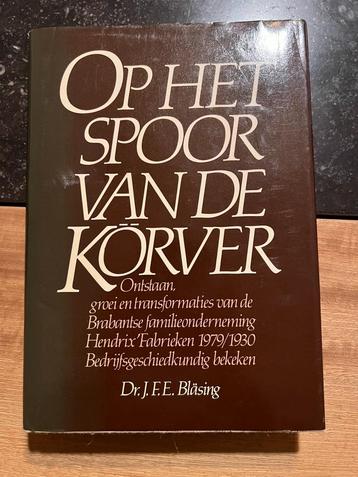 OP HET
SPOOR
VAN DE
KÖRVER
Ontstaan,
groei en transformaties van de
Brabantse familieonderneming
Hendrix' Fabrieken 1979/1930
Bedrijfsgeschiedkundig bekeken
Dr. J. F. E. Bläsing